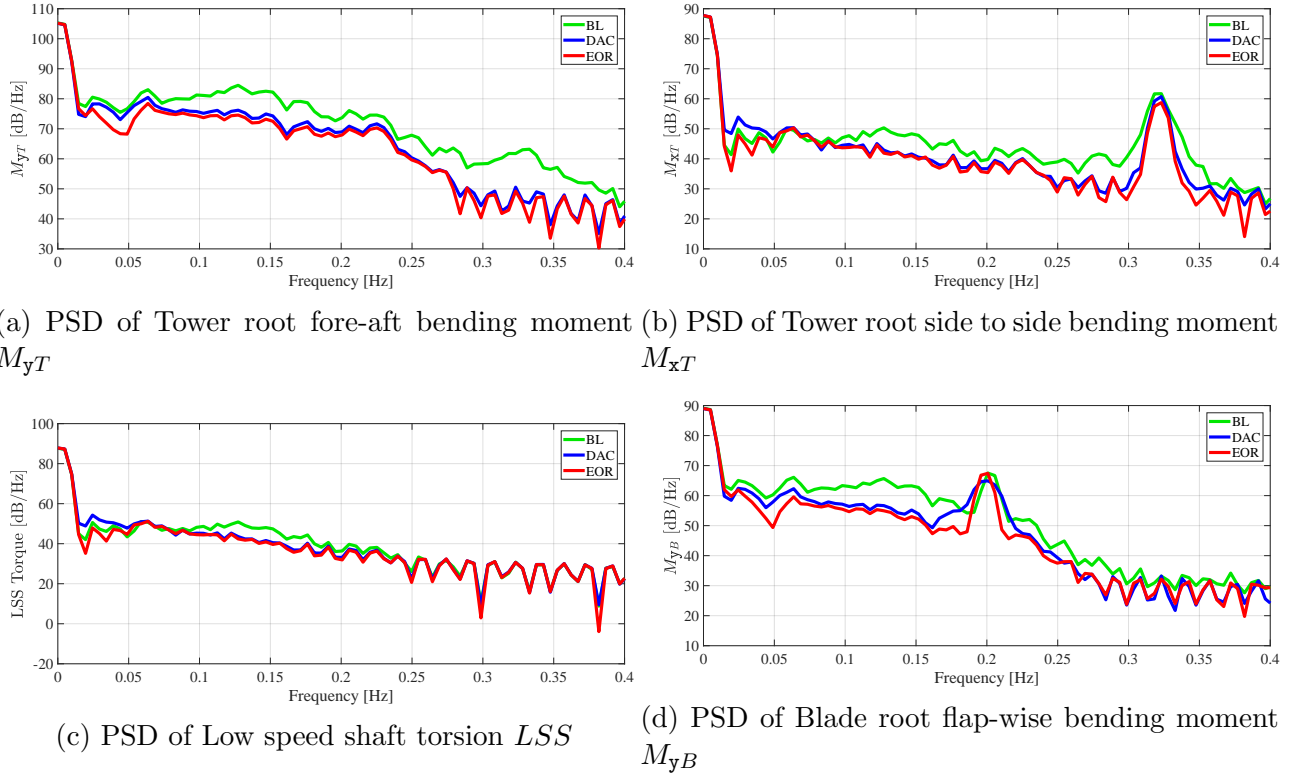 110
100
90
80
70
60
50
40
30
M_yT [dB/Hz]
BL
DAC
EOR
0 0.05 0.1 0.15 0.2 0.25 0.3 0.35 0.4
Frequency [Hz]
(a) PSD of Tower root fore-aft bending moment
M_yT
90
80
70
60
50
40
30
20
10
M_xT [dB/Hz]
BL
DAC
EOR
0 0.05 0.1 0.15 0.2 0.25 0.3 0.35 0.4
Frequency [Hz]
(b) PSD of Tower root side to side bending moment
M_xT
100
80
60
40
20
0
-20
LSS Torque [dB/Hz]
BL
DAC
EOR
0 0.05 0.1 0.15 0.2 0.25 0.3 0.35 0.4
Frequency [Hz]
(c) PSD of Low speed shaft torsion LSS
90
80
70
60
50
40
30
20
10
M_yB [dB/Hz]
BL
DAC
EOR
0 0.05 0.1 0.15 0.2 0.25 0.3 0.35 0.4
Frequency [Hz]
(d) PSD of Blade root flap-wise bending moment
M_yB